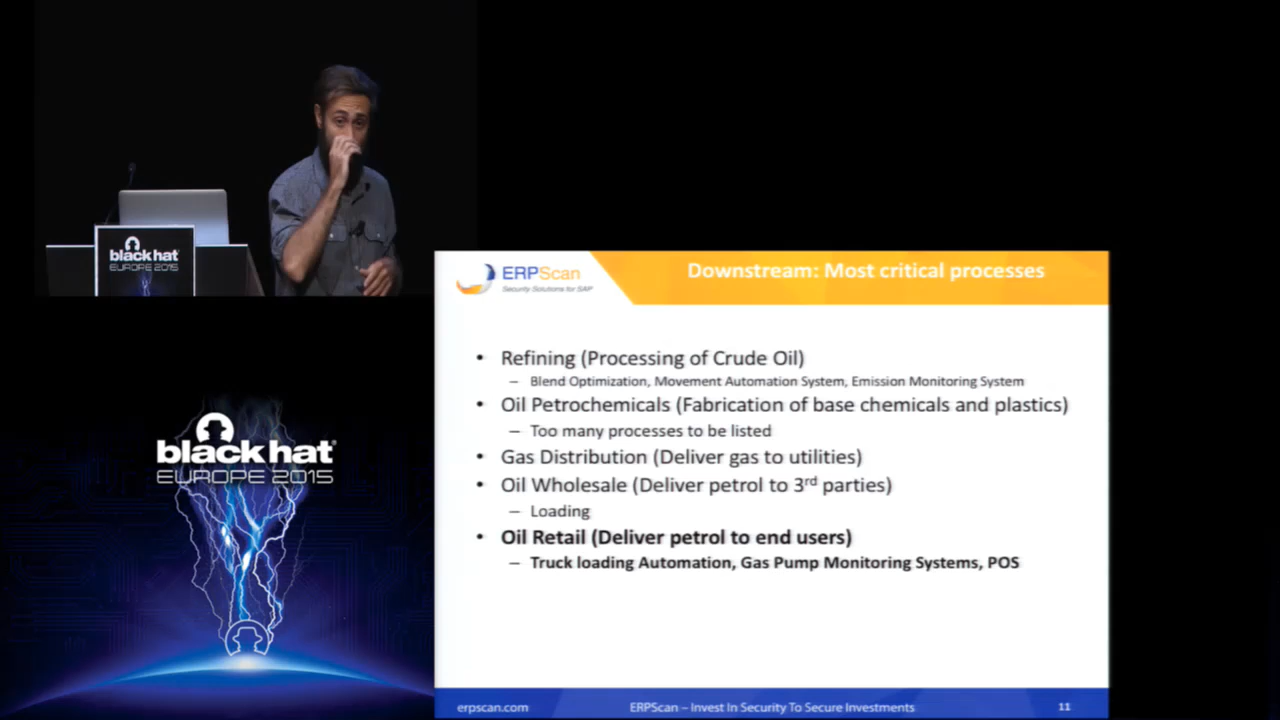 black hat
EUROPE 2015
ERPScan
Security Solutions for SAP
Downstream: Most critical processes
• Refining (Processing of Crude Oil)
– Blend Optimization, Movement Automation System, Emission Monitoring System
• Oil Petrochemicals (Fabrication of base chemicals and plastics)
– Too many processes to be listed
• Gas Distribution (Deliver gas to utilities)
• Oil Wholesale (Deliver petrol to 3rd parties)
– Loading
• Oil Retail (Deliver petrol to end users)
– Truck loading Automation, Gas Pump Monitoring Systems, POS
black hat
EUROPE 2015
erpscan.com
ERPScan – Invest In Security To Secure Investments
11